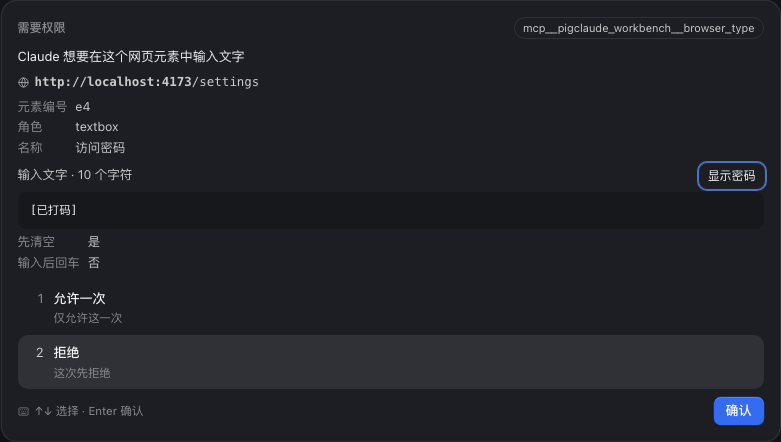 需要权限
mcp__pigclaude_workbench__browser_type
Claude 想要在这个网页元素中输入文字
http://localhost:4173/settings
元素编号 e4
角色 textbox
名称 访问密码
输入文字 · 10 个字符
显示密码
[已打码]
先清空 是
输入后回车 否
1 允许一次
仅允许这一次
2 拒绝
这次先拒绝
↑↓ 选择 · Enter 确认
确认